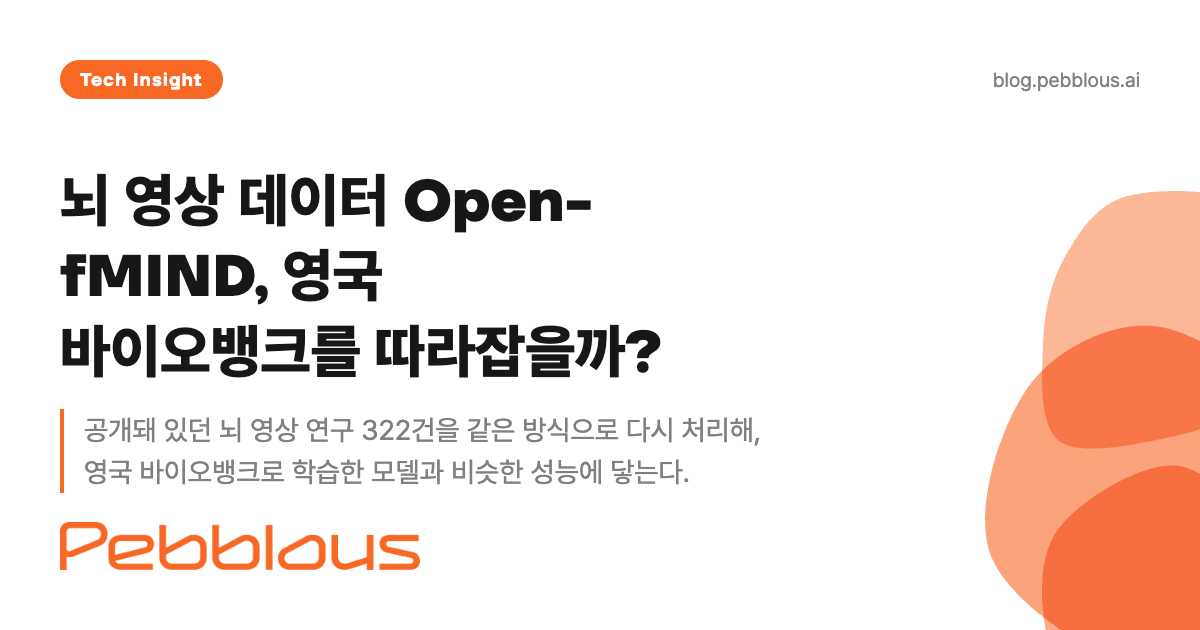 Tech Insight
blog.pebblous.ai
뇌 영상 데이터 Open-
fMIND, 영국
바이오뱅크를 따라잡을까?
공개돼 있던 뇌 영상 연구 322건을 같은 방식으로 다시 처리해,
영국 바이오뱅크로 학습한 모델과 비슷한 성능에 닿는다.
Pebblous